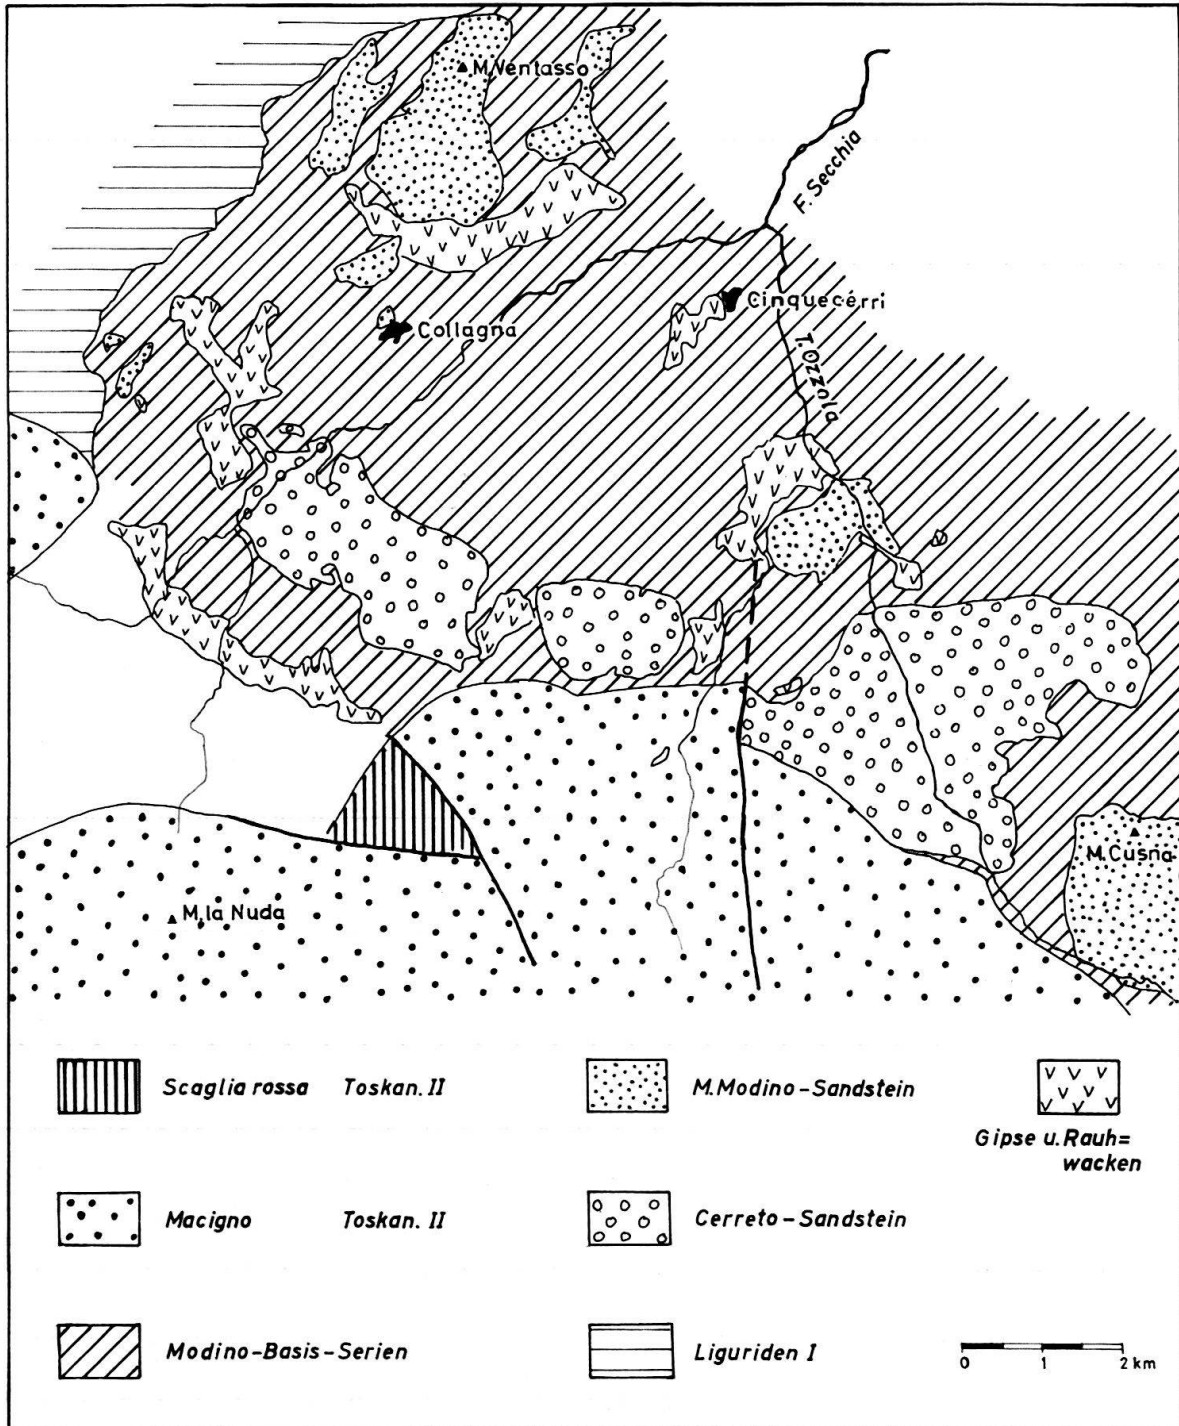 M.Ventasso
F. Secchia
Cinquecérri
Collagna
T. Ozzola
M. Cusna
M. la Nuda
Scaglia rossa Toskan. II
M. Modino-Sandstein
Gipse u. Rauh=
wacken
Macigno Toskan. II
Cerreto-Sandstein
Modino-Basis-Serien
Liguriden I
0 1 2 km